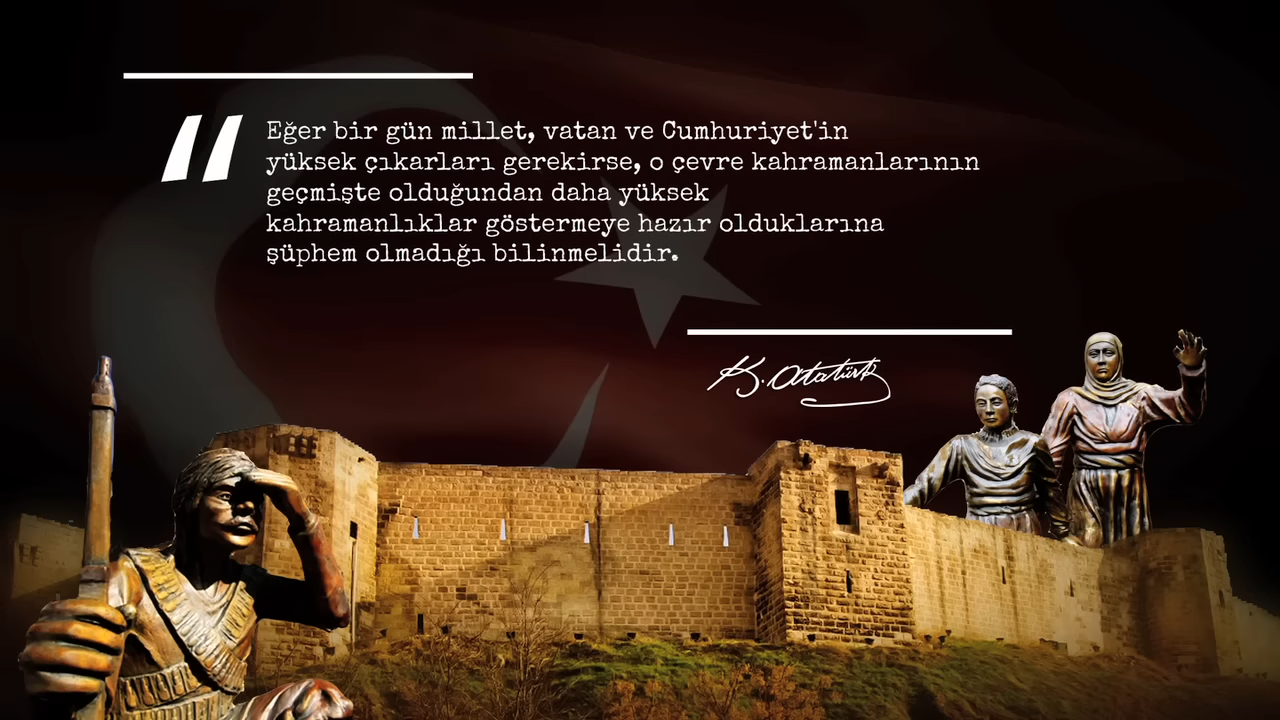 Eğer bir gün millet, vatan ve Cumhuriyet'in
yüksek çıkarları gerekirse, o çevre kahramanlarının
geçmişte olduğundan daha yüksek
kahramanlıklar göstermeye hazır olduklarına
şüphem olmadığı bilinmelidir.
K. Atatürk